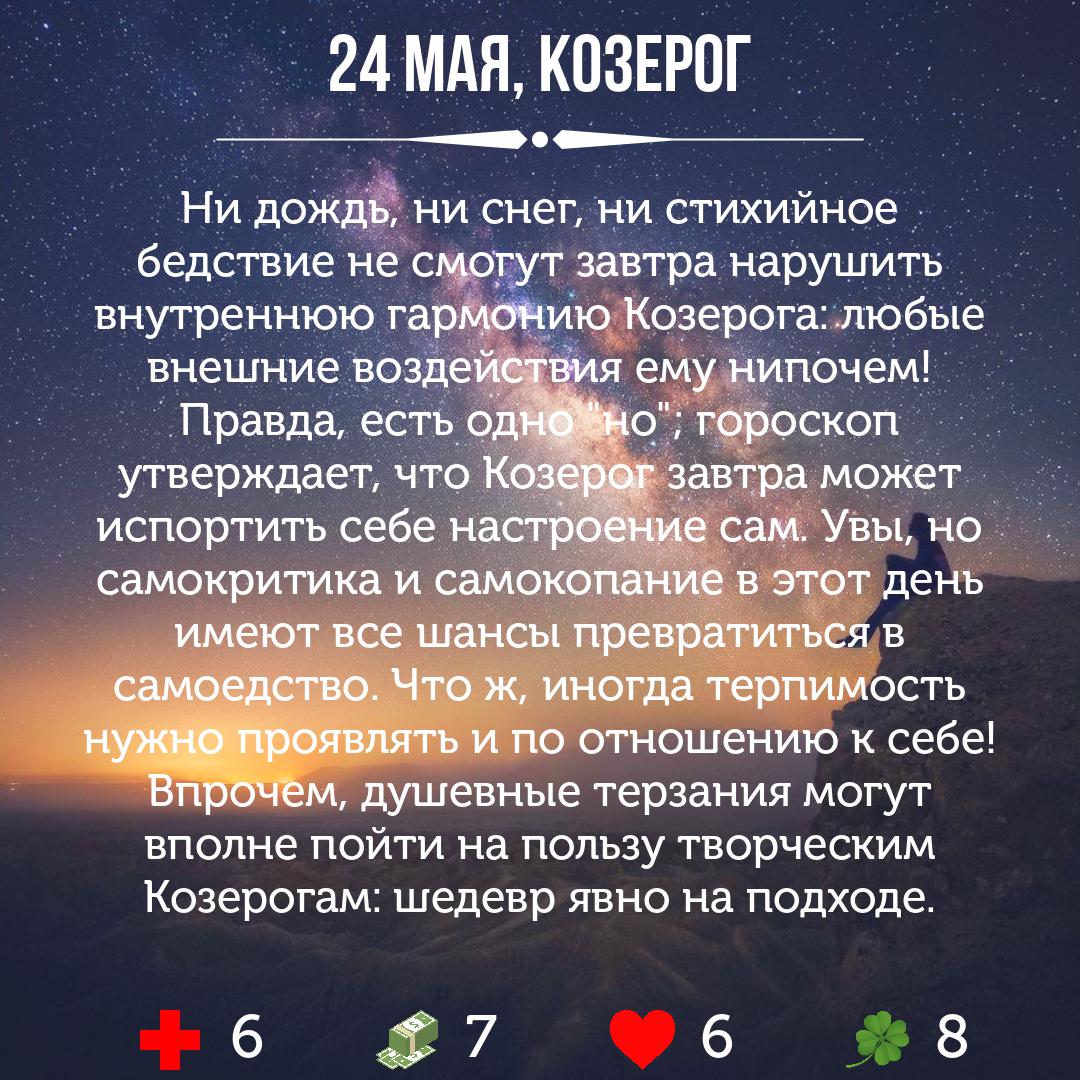 24 МАЯ, КОЗЕРОГ
Ни дождь, ни снег, ни стихийное
бедствие не смогут завтра нарушить
внутреннюю гармонию Козерога: любые
внешние воздействия ему нипочем!
Правда, есть одно "но"; гороскоп
утверждает, что Козерог завтра может
испортить себе настроение сам. Увы, но
самокритика и самокопание в этот день
имеют все шансы превратиться в
самоедство. Что ж, иногда терпимость
нужно проявлять и по отношению к себе!
Впрочем, душевные терзания могут
вполне пойти на пользу творческим
Козерогам: шедевр явно на подходе.
6 7 6 8